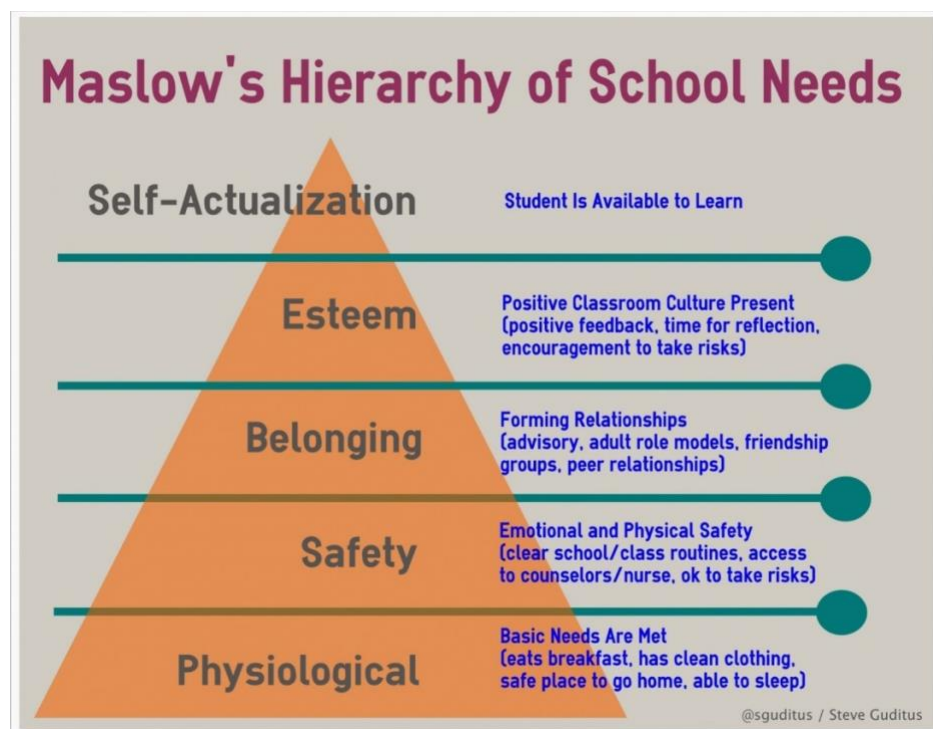 Maslow's Hierarchy of School Needs
Self-Actualization
Student Is Available to Learn
Esteem
Positive Classroom Culture Present
(positive feedback, time for reflection,
encouragement to take risks)
Belonging
Forming Relationships
(advisory, adult role models, friendship
groups, peer relationships)
Safety
Emotional and Physical Safety
(clear school/class routines, access
to counselors/nurse, ok to take risks)
Physiological
Basic Needs Are Met
(eats breakfast, has clean clothing,
safe place to go home, able to sleep)
@sguditus / Steve Guditus